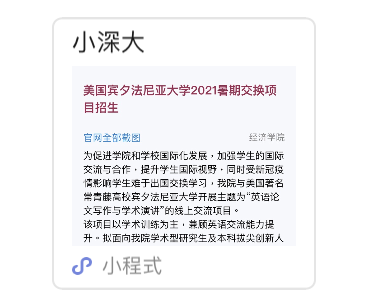 小深大
美国宾夕法尼亚大学2021暑期交换项
目招生
官网全部截图 经济学院
为促进学院和学校国际化发展，加强学生的国际
交流与合作，提升学生国际视野，同时受新冠疫
情影响学生难于出国交换学习，我院与美国著名
常青藤高校宾夕法尼亚大学开展主题为“英语论
文写作与学术演讲”的线上交流项目。
该项目以学术训练为主，兼顾英语交流能力提
升。拟面向我院学术型研究生及本科拔尖创新人
小程式